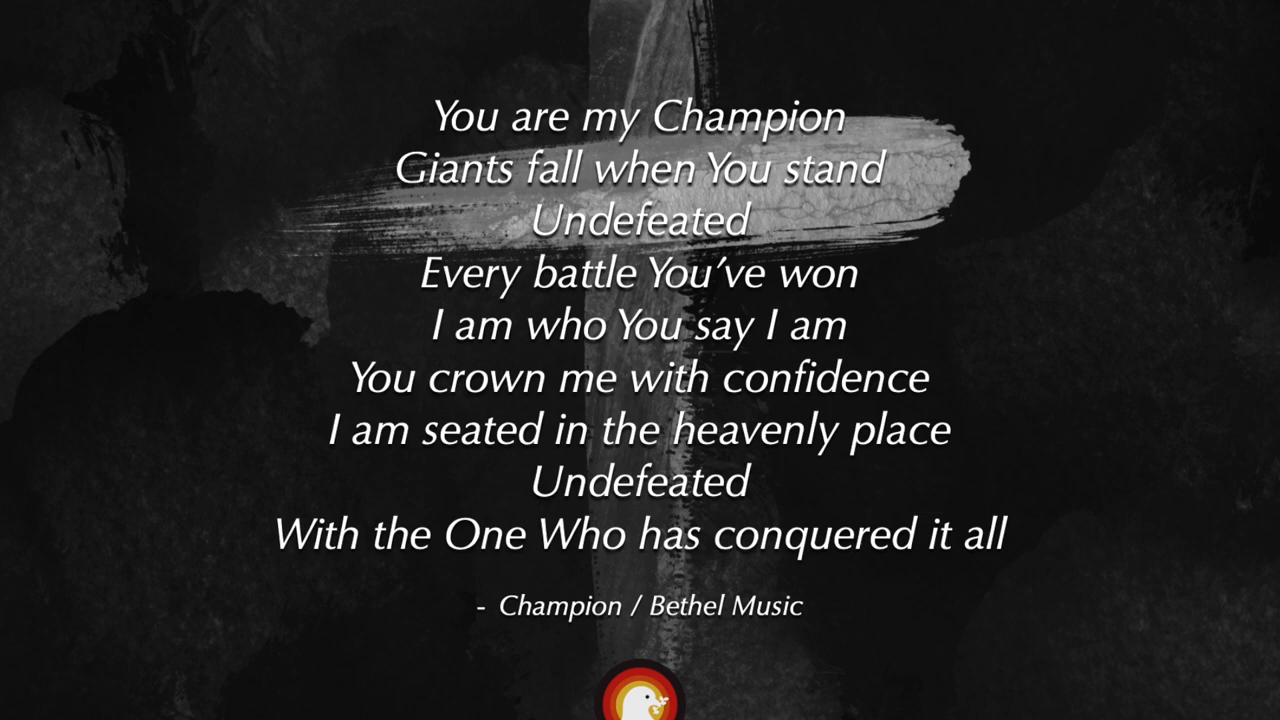 You are my Champion
Giants fall when You stand
Undefeated
Every battle You’ve won
I am who You say I am
You crown me with confidence
I am seated in the heavenly place
Undefeated
With the One Who has conquered it all
- Champion / Bethel Music